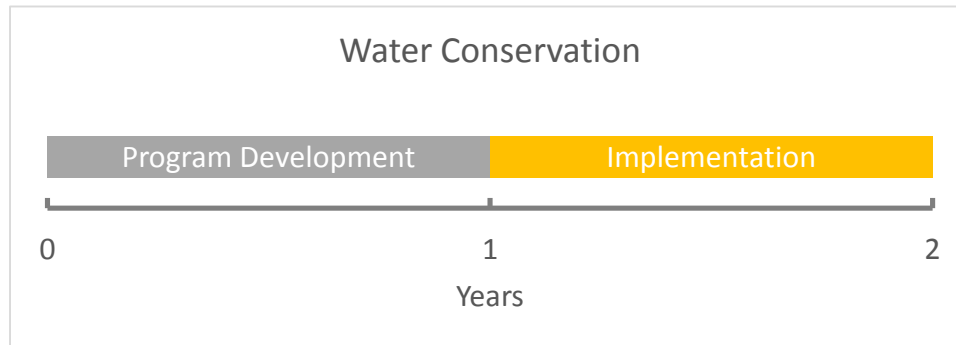 Water Conservation
Program Development Implementation
0 1 2
Years